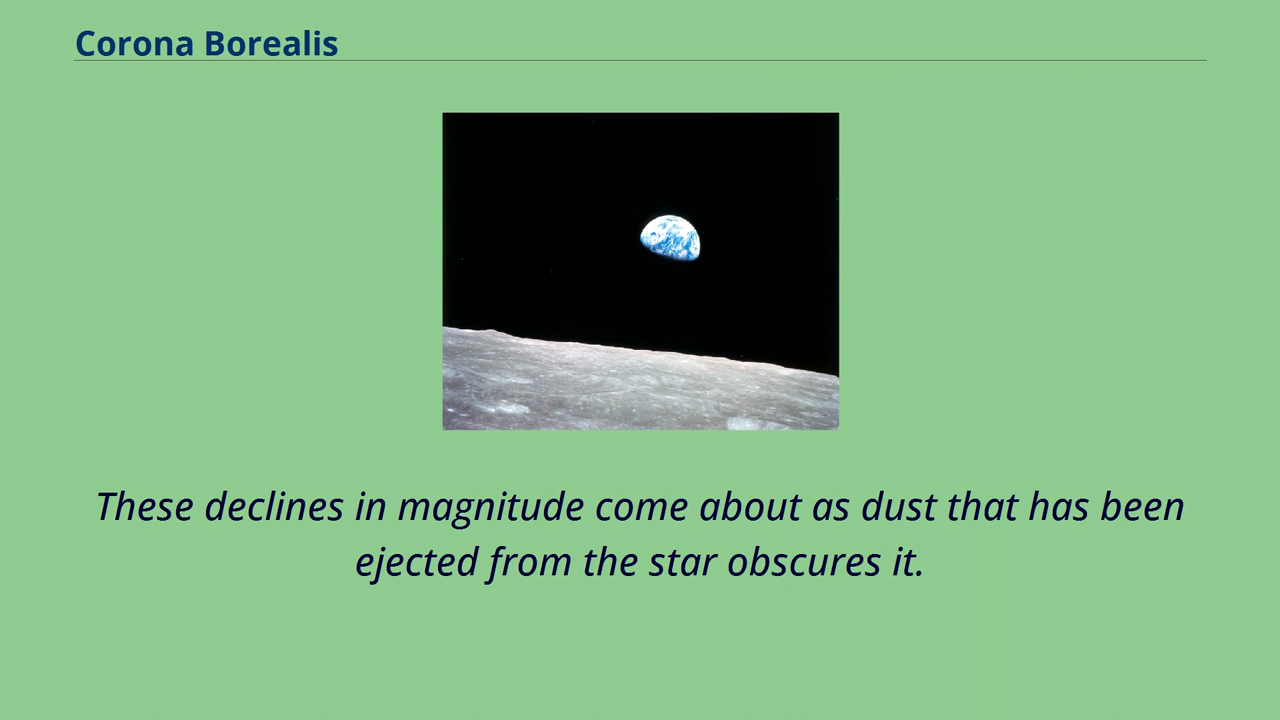 Corona Borealis
These declines in magnitude come about as dust that has been
ejected from the star obscures it.